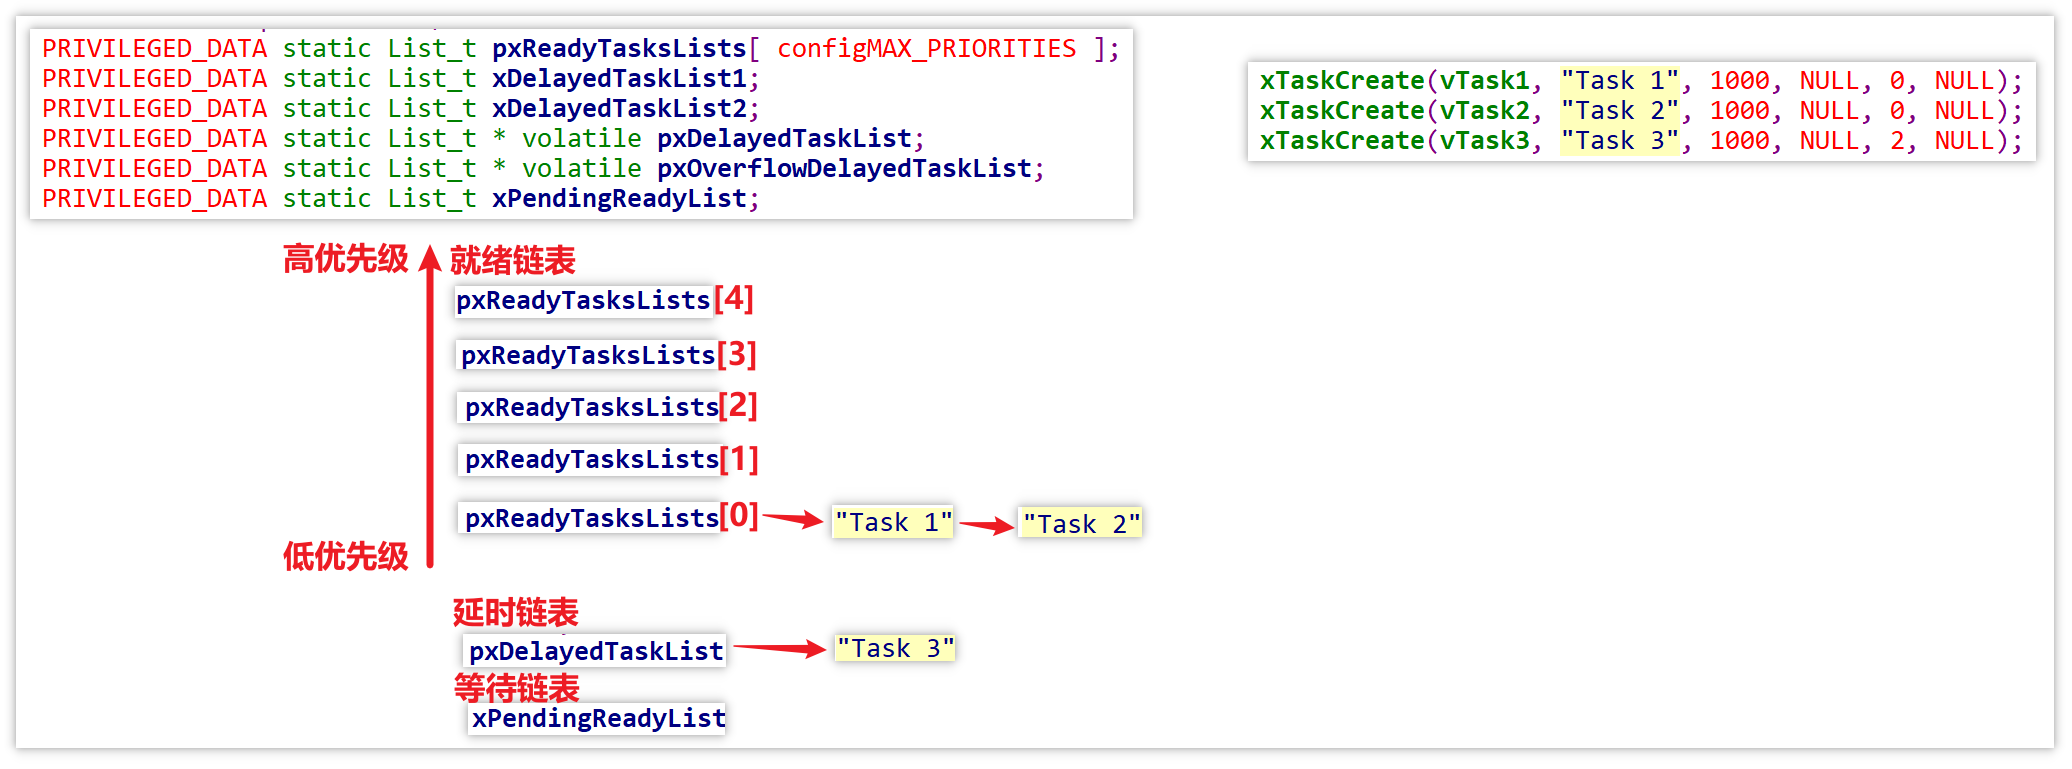 PRIVILEGED_DATA static List_t pxReadyTasksLists[ configMAX_PRIORITIES ];
PRIVILEGED_DATA static List_t xDelayedTaskList1;
PRIVILEGED_DATA static List_t xDelayedTaskList2;
PRIVILEGED_DATA static List_t * volatile pxDelayedTaskList;
PRIVILEGED_DATA static List_t * volatile pxOverflowDelayedTaskList;
PRIVILEGED_DATA static List_t xPendingReadyList;
xTaskCreate(vTask1, "Task 1", 1000, NULL, 0, NULL);
xTaskCreate(vTask2, "Task 2", 1000, NULL, 0, NULL);
xTaskCreate(vTask3, "Task 3", 1000, NULL, 2, NULL);
高优先级 就绪链表
pxReadyTasksLists[4]
pxReadyTasksLists[3]
pxReadyTasksLists[2]
pxReadyTasksLists[1]
pxReadyTasksLists[0] "Task 1" "Task 2"
低优先级
延时链表
pxDelayedTaskList "Task 3"
等待链表
xPendingReadyList